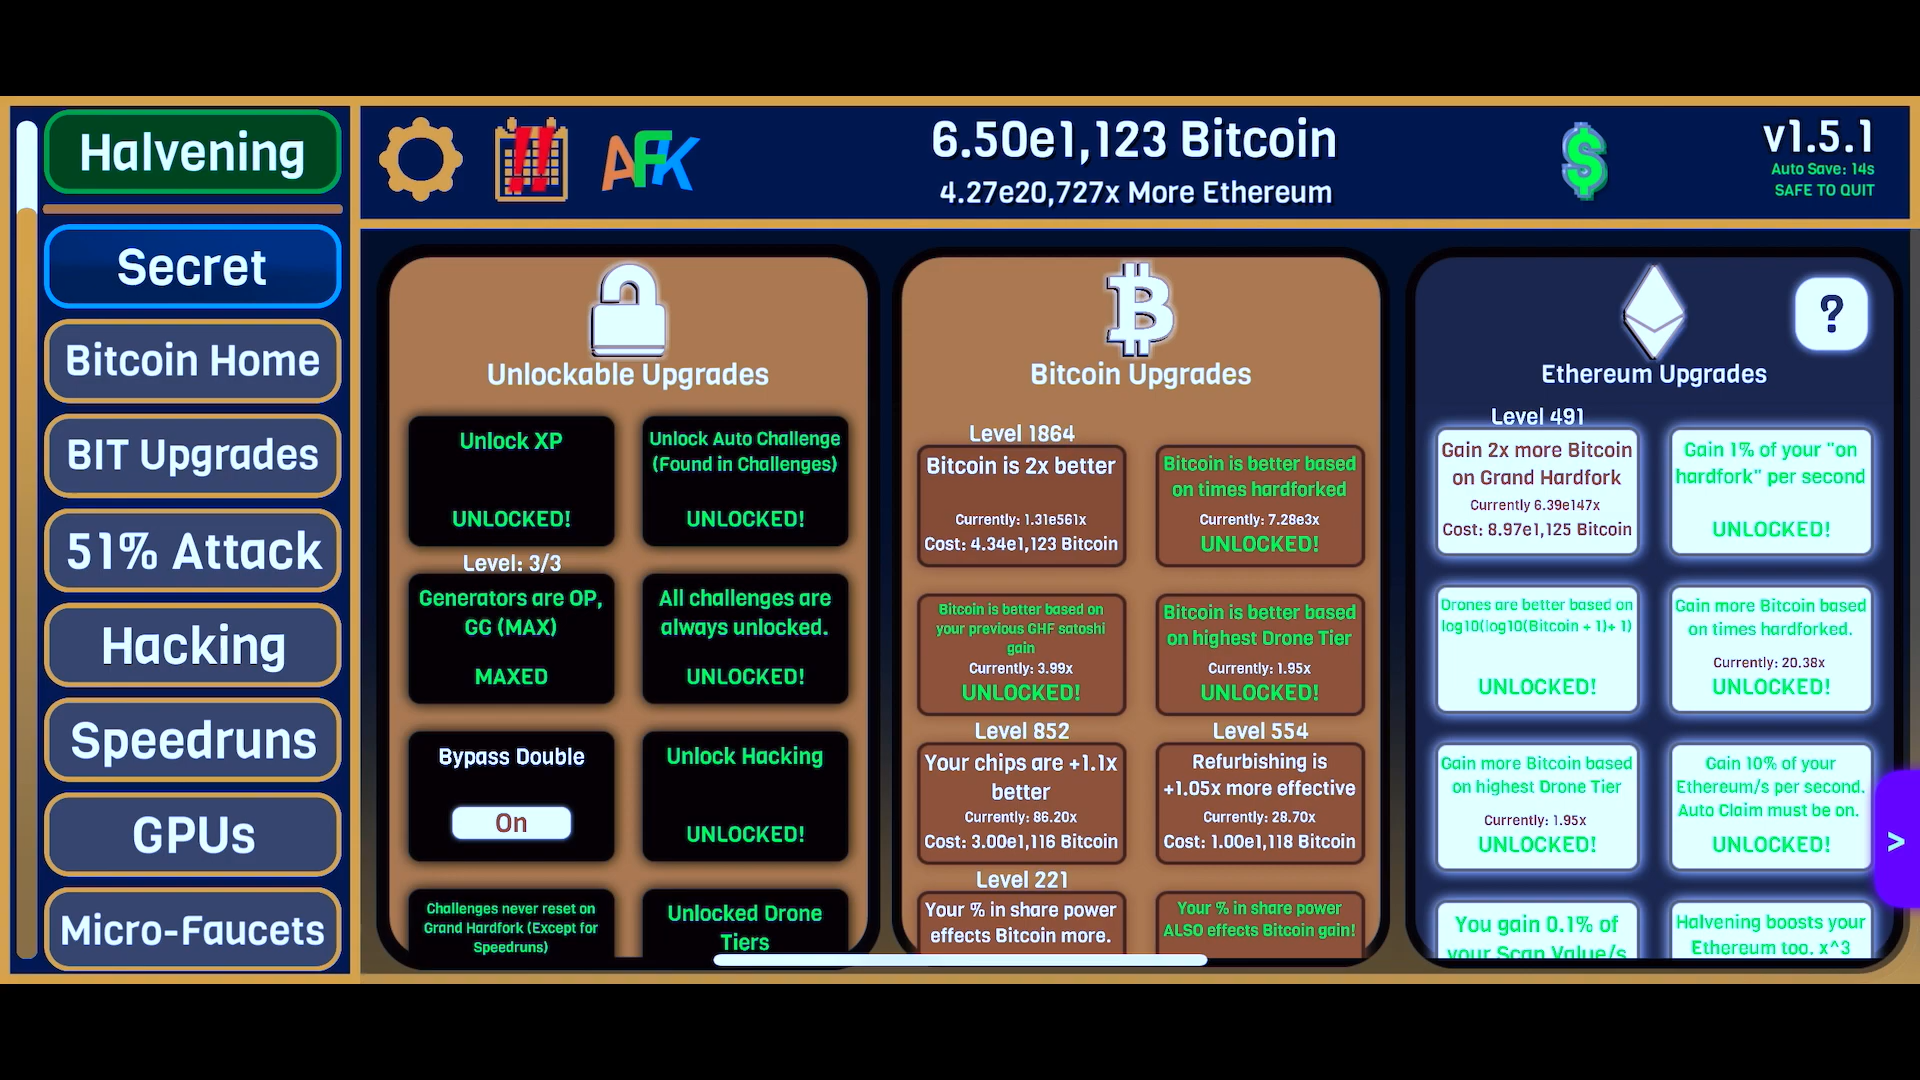 Halvening
Secret
Bitcoin Home
BIT Upgrades
51% Attack
Hacking
Speedruns
GPUs
Micro-Faucets
AFK
6.50e1,123 Bitcoin
4.27e20,727x More Ethereum
v1.5.1
Auto Save: 14s
SAFE TO QUIT
Unlockable Upgrades
Unlock XP
UNLOCKED!
Unlock Auto Challenge
(Found in Challenges)
UNLOCKED!
Level: 3/3
Generators are OP,
GG (MAX)
MAXED
All challenges are
always unlocked.
UNLOCKED!
Bypass Double
On
Unlock Hacking
UNLOCKED!
Challenges never reset on
Grand Hardfork (Except for
Speedruns)
Unlocked Drone
Tiers
Bitcoin Upgrades
Level 1864
Bitcoin is 2x better
Currently: 1.31e561x
Cost: 4.34e1,123 Bitcoin
Bitcoin is better based
on times hardforked
Currently: 7.28e3x
UNLOCKED!
Bitcoin is better based on
your previous GHF satoshi
gain
Currently: 3.99x
UNLOCKED!
Bitcoin is better based
on highest Drone Tier
Currently: 1.95x
UNLOCKED!
Level 852
Your chips are +1.1x
better
Currently: 86.20x
Cost: 3.00e1,116 Bitcoin
Level 554
Refurbishing is
+1.05x more effective
Currently: 28.70x
Cost: 1.00e1,118 Bitcoin
Level 221
Your % in share power
effects Bitcoin more.
Your % in share power
ALSO effects Bitcoin gain!
?
Ethereum Upgrades
Level 491
Gain 2x more Bitcoin
on Grand Hardfork
Currently 6.39e147x
Cost: 8.97e1,125 Bitcoin
Gain 1% of your "on
hardfork" per second
UNLOCKED!
Drones are better based on
log10(log10(Bitcoin + 1)+ 1)
UNLOCKED!
Gain more Bitcoin based
on times hardforked.
Currently: 20.38x
UNLOCKED!
Gain more Bitcoin based
on highest Drone Tier
Currently: 1.95x
UNLOCKED!
Gain 10% of your
Ethereum/s per second.
Auto Claim must be on.
UNLOCKED!
You gain 0.1% of
your Scan Value/s
Halvening boosts your
Ethereum too. x^3
>